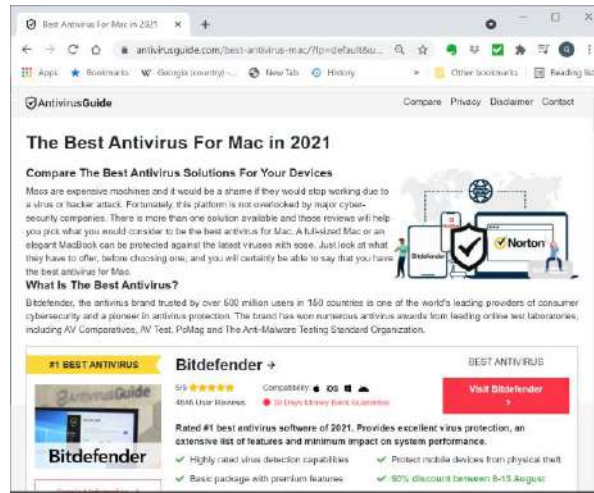 Best Antivirus For Mac in 2021
antivirusguide.com/best-antivirus-mac/?lp=default&u...
Apps Bookmarks Georgia (country) -... New Tab History » Other bookmarks Reading list
AntivirusGuide Compare Privacy Disclaimer Contact
The Best Antivirus For Mac in 2021
Compare The Best Antivirus Solutions For Your Devices
Macs are expensive machines and it would be a shame if they would stop working due to
a virus or hacker attack. Fortunately, this platform is not overlooked by major cyber-
security companies. There is more than one solution available and these reviews will help
you pick what you would consider to be the best antivirus for Mac. A full-sized Mac or an
elegant MacBook can be protected against the latest viruses with ease. Just look at what
they have to offer, before choosing one, and you will certainly be able to say that you have
the best antivirus for Mac.
Bitdefender
Norton
What Is The Best Antivirus?
Bitdefender, the antivirus brand trusted by over 500 million users in 150 countries is one of the world's leading providers of consumer
cybersecurity and a pioneer in antivirus protection. The brand has won numerous antivirus awards from leading online test laboratories,
including AV Comparatives, AV Test, PcMag and The Anti-Malware Testing Standard Organization.
#1 BEST ANTIVIRUS
AntivirusGuide
Bitdefender
Bitdefender →
5/5 Compatibility: iOS
4646 User Reviews 30 Days Money Back Guarantee
BEST ANTIVIRUS
Visit Bitdefender
>
Rated #1 best antivirus software of 2021. Provides excellent virus protection, an
extensive list of features and minimum impact on system performance.
✓ Highly rated virus detection capabilities ✓ Protect mobile devices from physical theft
✓ Basic package with premium features ✓ 60% discount between 8-15 August